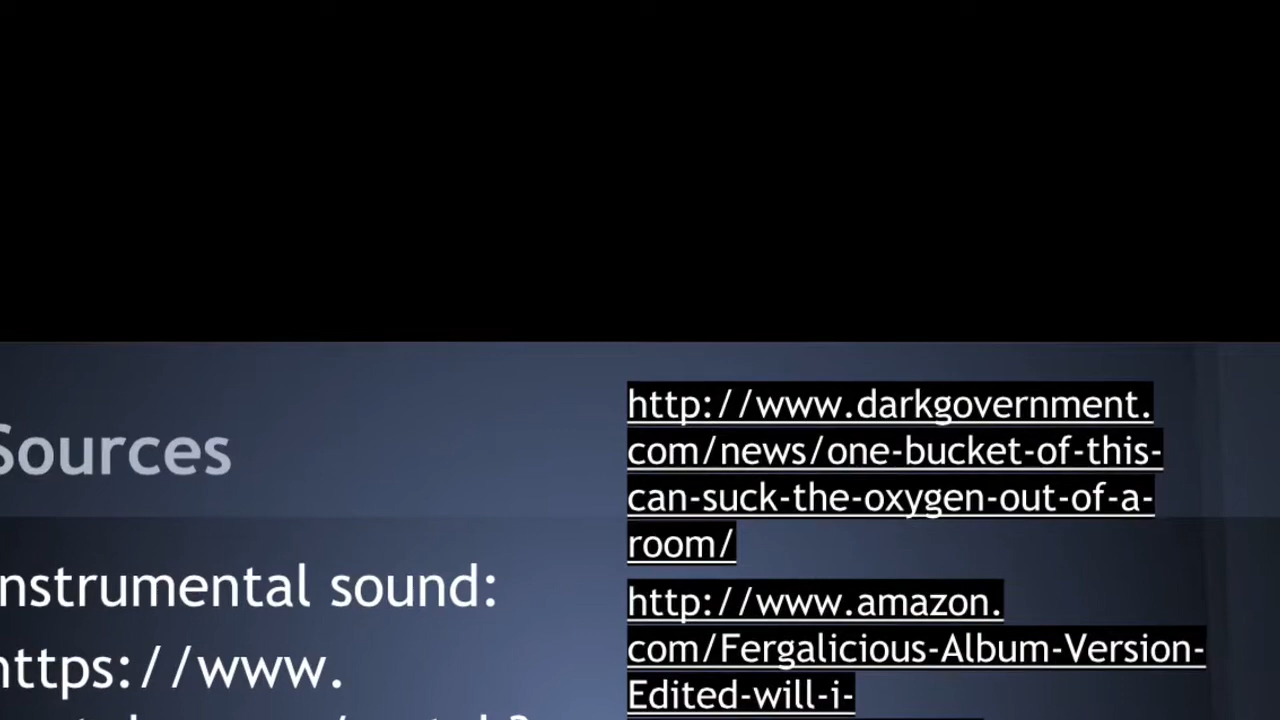 Sources
nstrumental sound:
https://www.
http://www.darkgovernment.
com/news/one-bucket-of-this-
can-suck-the-oxygen-out-of-a-
room/
http://www.amazon.
com/Fergalicious-Album-Version-
Edited-will-i-